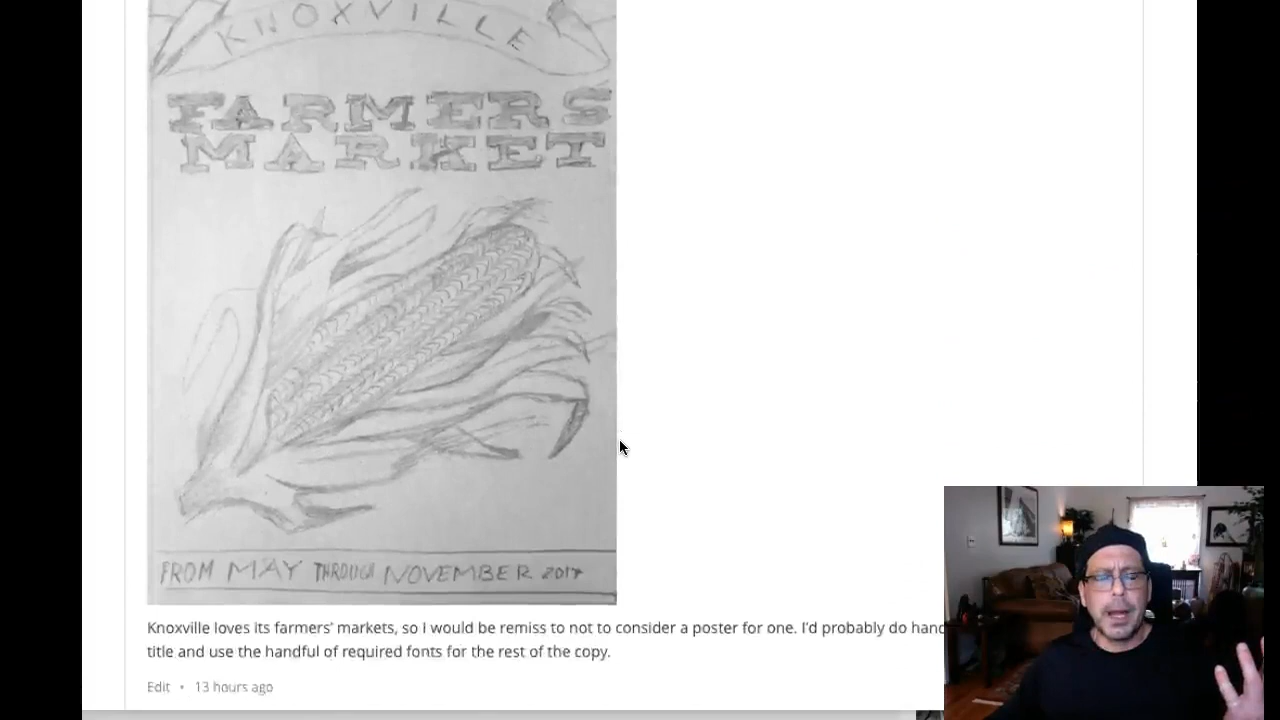 KNOXVILLE
FARMERS
MARKET
FROM MAY THROUGH NOVEMBER 2017
Knoxville loves its farmers' markets, so I would be remiss to not to consider a poster for one. I'd probably do hand
title and use the handful of required fonts for the rest of the copy.
Edit • 13 hours ago